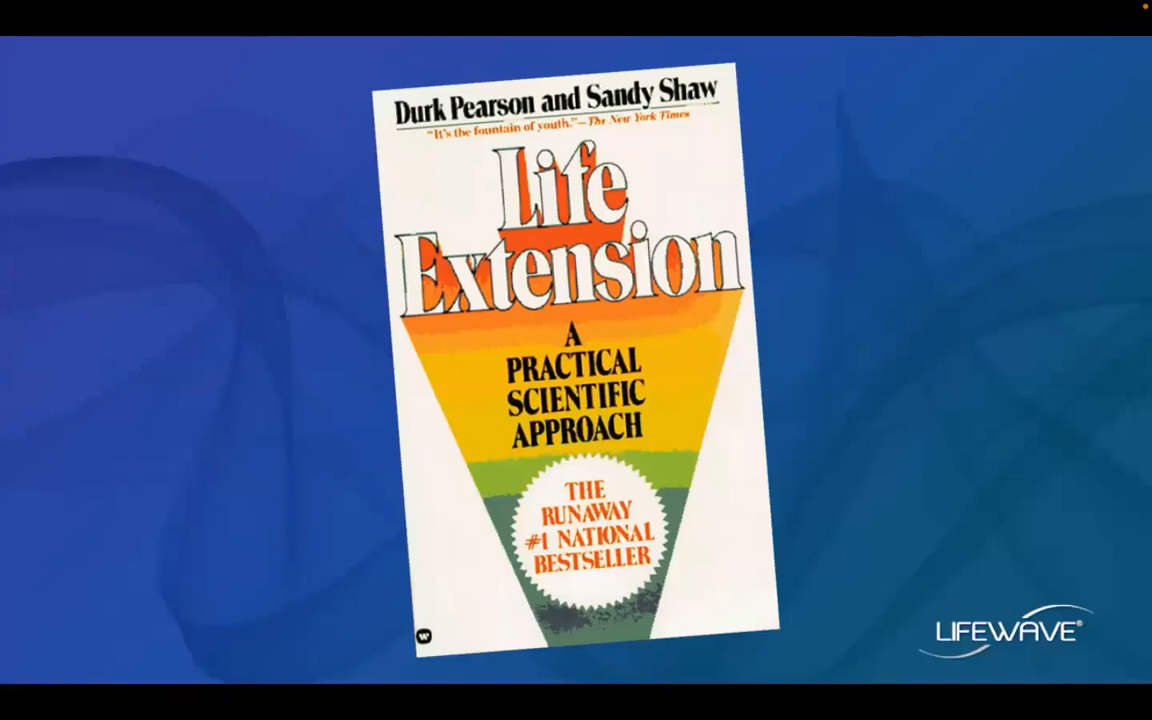 Durk Pearson and Sandy Shaw
"It's the fountain of youth."—The New York Times
Life
Extension
A
PRACTICAL
SCIENTIFIC
APPROACH
THE
RUNAWAY
#1 NATIONAL
BESTSELLER
W
LIFEWAVE®